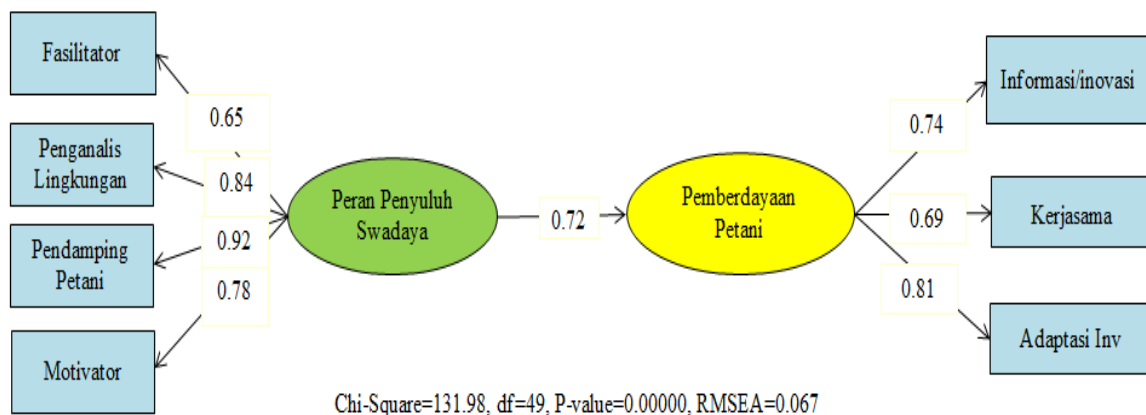 Fasilitator
0.65
Penganalis
Lingkungan
0.84
Pendamping
Petani
0.92
0.78
Motivator
Peran Penyuluh
Swadaya
0.72
Pemberdayaan
Petani
0.74
Informasi/inovasi
0.69
Kerjasama
0.81
Adaptasi Inv
Chi-Square=131.98, df=49, P-value=0.00000, RMSEA=0.067